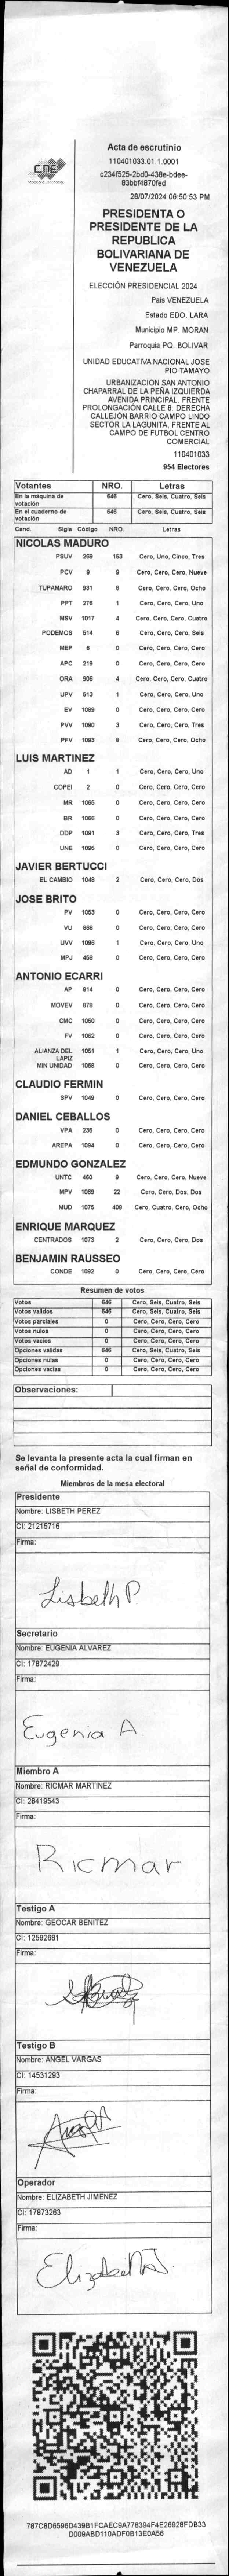 CNE
Acta de escrutinio
110401033.01.1.0001
c234f525-2bd0-438e-bdee-
83bbf4870fed
28/07/2024 06:50:53 PM
PRESIDENTA O
PRESIDENTE DE LA
REPUBLICA
BOLIVARIANA DE
VENEZUELA
ELECCIÓN PRESIDENCIAL 2024
Pais VENEZUELA
Estado EDO. LARA
Municipio MP. MORAN
Parroquia PQ. BOLIVAR
UNIDAD EDUCATIVA NACIONAL JOSE
PIO TAMAYO
URBANIZACION SAN ANTONIO
CHAPARRAL DE LA PEÑA IZQUIERDA
AVENIDA PRINCIPAL. FRENTE
PROLONGACIÓN CALLE 8. DERECHA
CALLEJÓN BARRIO CAMPO LINDO
SECTOR LA LAGUNITA. FRENTE AL
CAMPO DE FUTBOL CENTRO
COMERCIAL
110401033
954 Electores
Votantes NRO. Letras
En la máquina de votación 646 Cero, Seis, Cuatro, Seis
En el cuaderno de votación 646 Cero, Seis, Cuatro, Seis
Cand. Sigla Código NRO. Letras
NICOLAS MADURO
PSUV 269 153 Cero, Uno, Cinco, Tres
PCV 9 9 Cero, Cero, Cero, Nueve
TUPAMARO 931 8 Cero, Cero, Cero, Ocho
PPT 276 1 Cero, Cero, Cero, Uno
MSV 1017 4 Cero, Cero, Cero, Cuatro
PODEMOS 514 6 Cero, Cero, Cero, Seis
MEP 6 0 Cero, Cero, Cero, Cero
APC 219 0 Cero, Cero, Cero, Cero
ORA 905 4 Cero, Cero, Cero, Cuatro
UPV 513 1 Cero, Cero, Cero, Uno
EV 1089 0 Cero, Cero, Cero, Cero
PVV 1090 3 Cero, Cero, Cero, Tres
PFV 1093 8 Cero, Cero, Cero, Ocho
LUIS MARTINEZ
AD 1 1 Cero, Cero, Cero, Uno
COPEI 2 0 Cero, Cero, Cero, Cero
MR 1065 0 Cero, Cero, Cero, Cero
BR 1066 0 Cero, Cero, Cero, Cero
DDP 1091 3 Cero, Cero, Cero, Tres
UNE 1095 0 Cero, Cero, Cero, Cero
JAVIER BERTUCCI
EL CAMBIO 1048 2 Cero, Cero, Cero, Dos
JOSE BRITO
PV 1053 0 Cero, Cero, Cero, Cero
VU 868 0 Cero, Cero, Cero, Cero
UVV 1096 1 Cero, Cero, Cero, Uno
MPJ 458 0 Cero, Cero, Cero, Cero
ANTONIO ECARRI
AP 814 0 Cero, Cero, Cero, Cero
MOVEV 879 0 Cero, Cero, Cero, Cero
CMC 1050 0 Cero, Cero, Cero, Cero
FV 1062 0 Cero, Cero, Cero, Cero
ALIANZA DEL LAPIZ 1051 1 Cero, Cero, Cero, Uno
MIN UNIDAD 1058 0 Cero, Cero, Cero, Cero
CLAUDIO FERMIN
SPV 1049 0 Cero, Cero, Cero, Cero
DANIEL CEBALLOS
VPA 236 0 Cero, Cero, Cero, Cero
AREPA 1094 0 Cero, Cero, Cero, Cero
EDMUNDO GONZALEZ
UNTC 460 9 Cero, Cero, Cero, Nueve
MPV 1069 22 Cero, Cero, Dos, Dos
MUD 1075 408 Cero, Cuatro, Cero, Ocho
ENRIQUE MARQUEZ
CENTRADOS 1073 2 Cero, Cero, Cero, Dos
BENJAMIN RAUSSEO
CONDE 1092 0 Cero, Cero, Cero, Cero
Resumen de votos
Votos 646 Cero, Seis, Cuatro, Seis
Votos validos 646 Cero, Seis, Cuatro, Seis
Votos parciales 0 Cero, Cero, Cero, Cero
Votos nulos 0 Cero, Cero, Cero, Cero
Votos vacios 0 Cero, Cero, Cero, Cero
Opciones validas 646 Cero, Seis, Cuatro, Seis
Opciones nulas 0 Cero, Cero, Cero, Cero
Opciones vacias 0 Cero, Cero, Cero, Cero
Observaciones:
Se levanta la presente acta la cual firman en
señal de conformidad.
Miembros de la mesa electoral
Presidente
Nombre: LISBETH PEREZ
CI: 21215716
Firma:
Lisbeth P
Secretario
Nombre: EUGENIA ALVAREZ
CI: 17872429
Firma:
Eugenia A.
Miembro A
Nombre: RICMAR MARTINEZ
CI: 28419543
Firma:
Ricmar
Testigo A
Nombre: GEOCAR BENITEZ
CI: 12592681
Firma:
Testigo B
Nombre: ANGEL VARGAS
CI: 14531293
Firma:
Operador
Nombre: ELIZABETH JIMENEZ
CI: 17873263
Firma:
Elizabeth J.
787C8D6596D439B1FCAEC9A778394F4E26928FDB33
D009ABD110ADF0B13E0A56